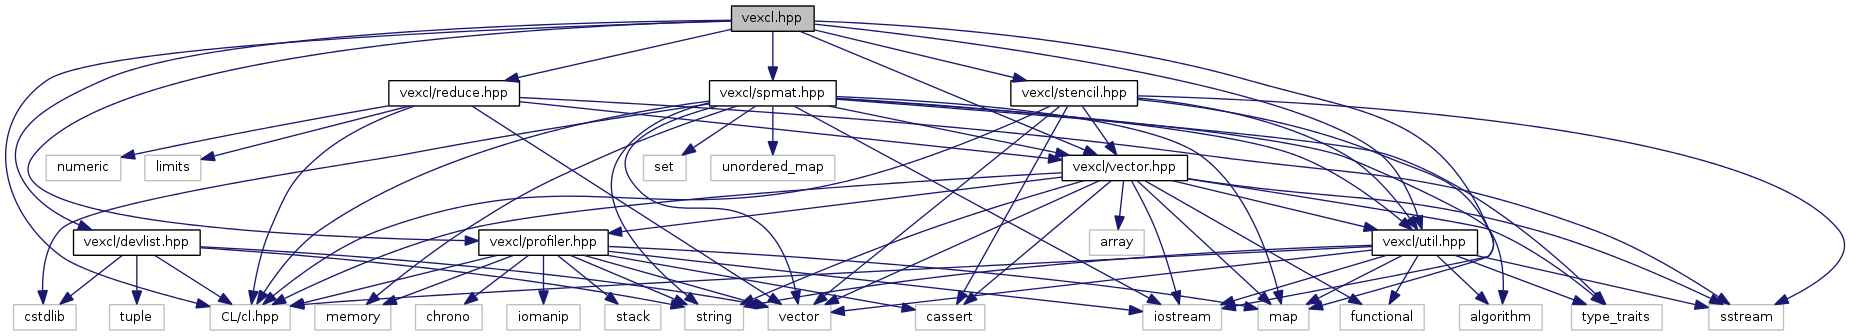 vexcl.hpp
vexcl/reduce.hpp
vexcl/spmat.hpp
vexcl/stencil.hpp
numeric
limits
set
unordered_map
vexcl/vector.hpp
vexcl/devlist.hpp
vexcl/profiler.hpp
array
vexcl/util.hpp
cstdlib
tuple
CL/cl.hpp
memory
chrono
iomanip
stack
string
vector
cassert
iostream
map
functional
algorithm
type_traits
sstream